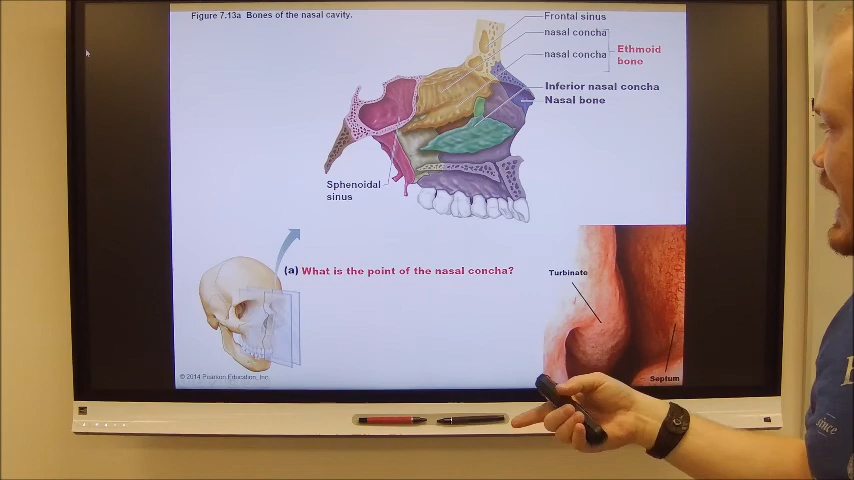 Figure 7.13a Bones of the nasal cavity.
Frontal sinus
nasal concha
nasal concha
Ethmoid
bone
Inferior nasal concha
Nasal bone
Sphenoidal
sinus
(a) What is the point of the nasal concha?
Turbinate
Septum
© 2014 Pearson Education, Inc.
since